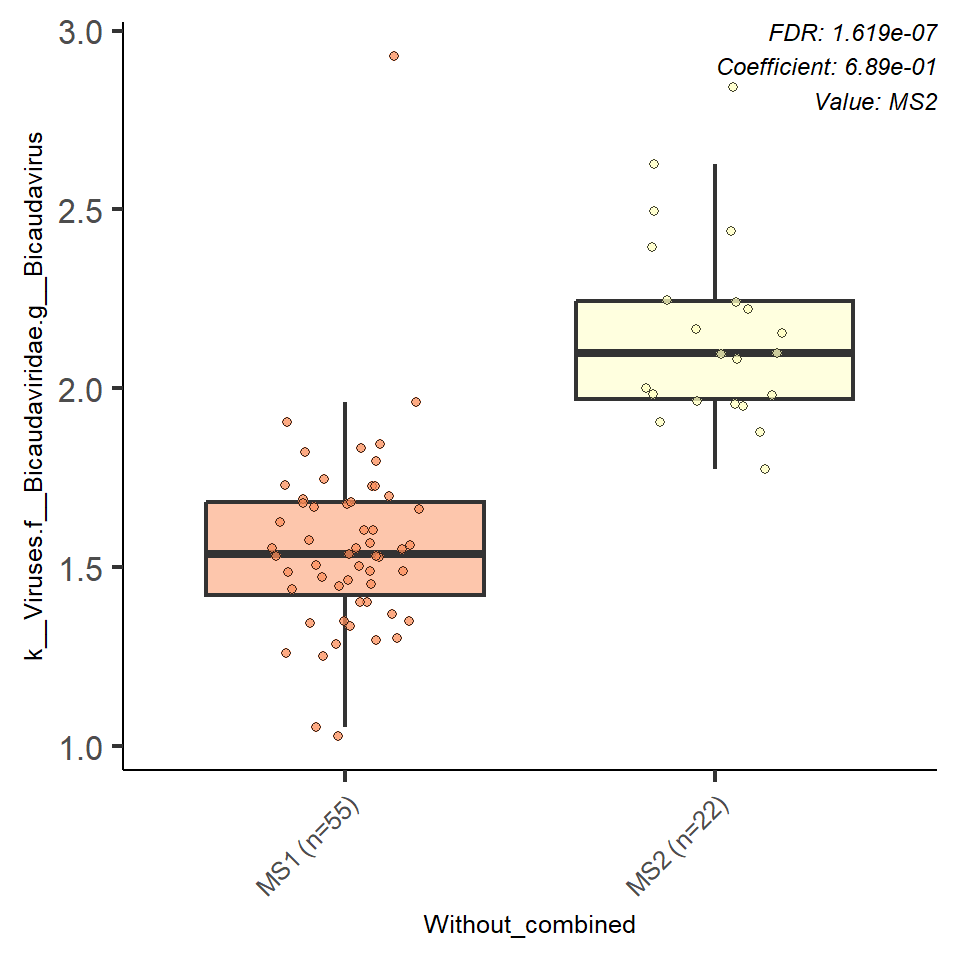 FDR: 1.619e-07
Coefficient: 6.89e-01
Value: MS2
k__Viruses.f__Bicaudaviridae.g__Bicaudavirus
3.0
2.5
2.0
1.5
1.0
MS1 (n=55)
MS2 (n=22)
Without_combined